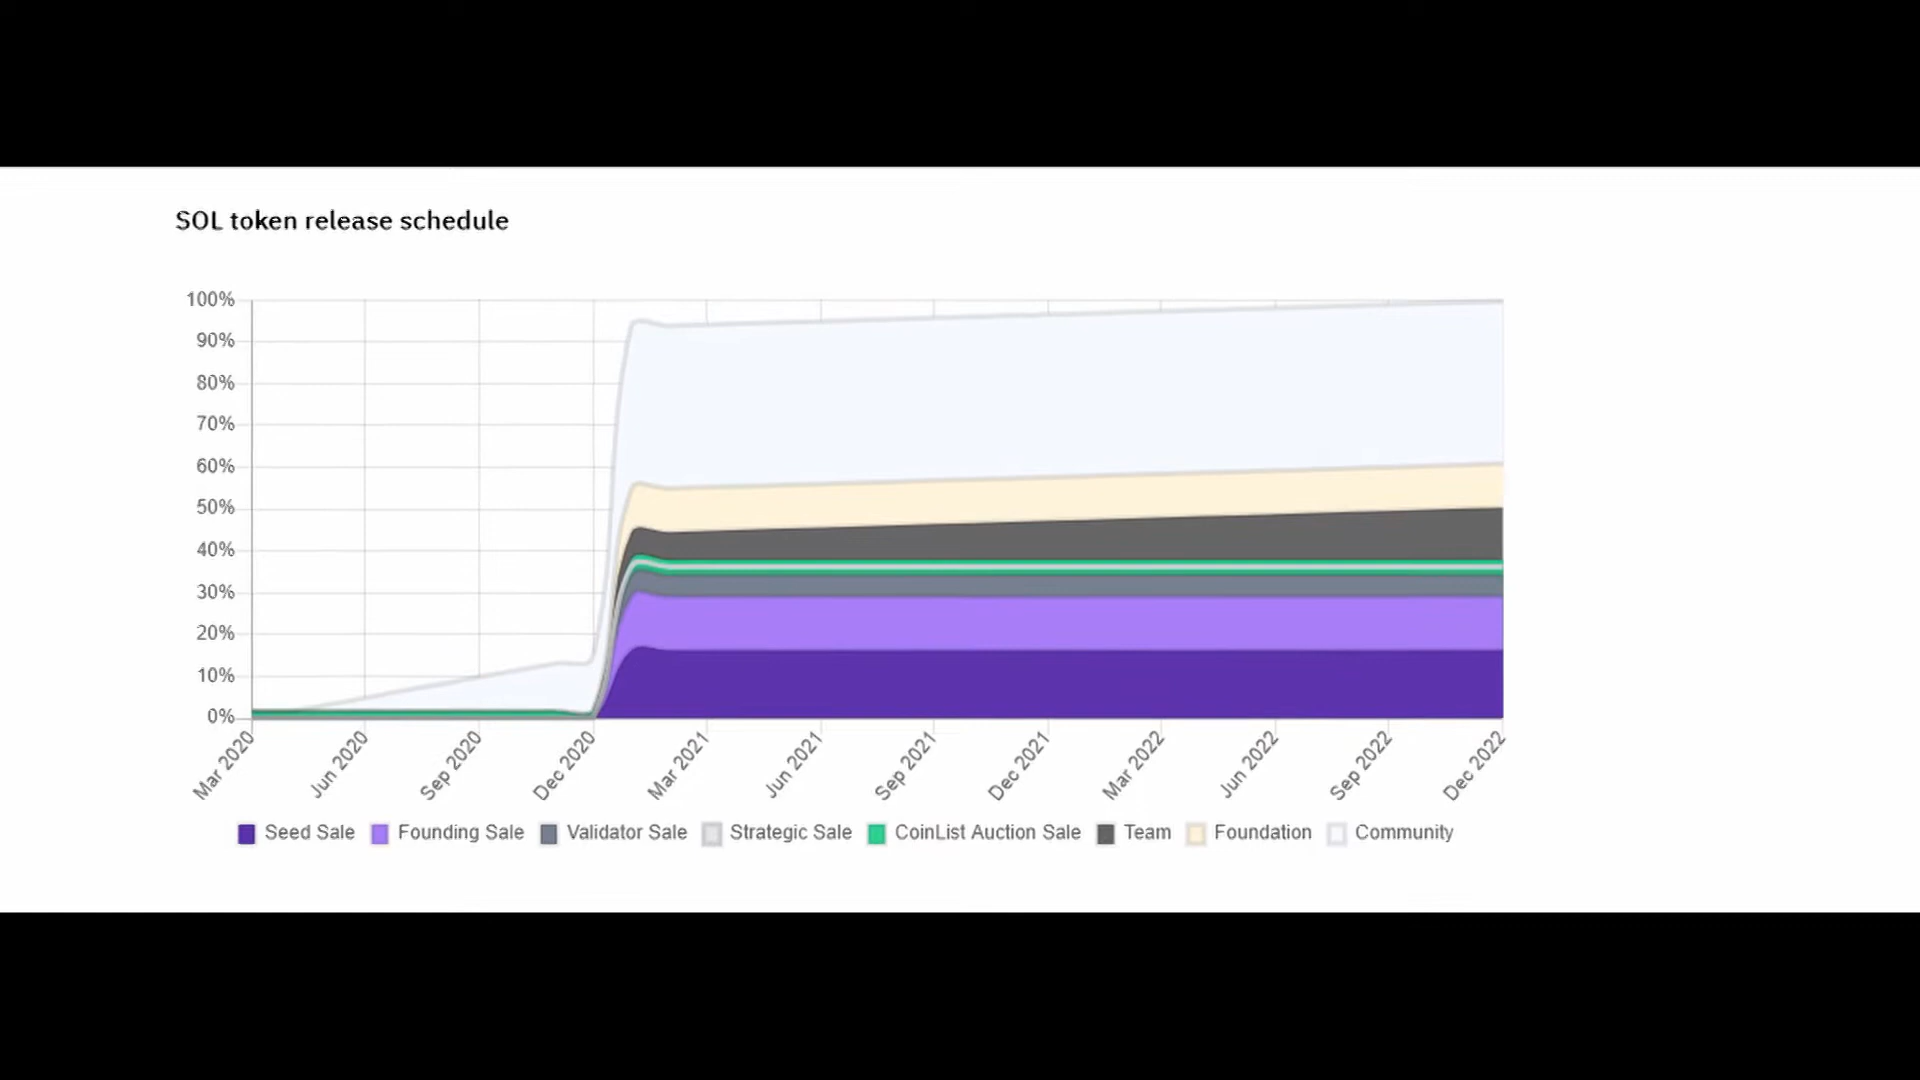 SOL token release schedule
100%
90%
80%
70%
60%
50%
40%
30%
20%
10%
0%
Mar 2020
Jun 2020
Sep 2020
Dec 2020
Mar 2021
Jun 2021
Sep 2021
Dec 2021
Mar 2022
Jun 2022
Sep 2022
Dec 2022
Seed Sale Founding Sale Validator Sale Strategic Sale CoinList Auction Sale Team Foundation Community